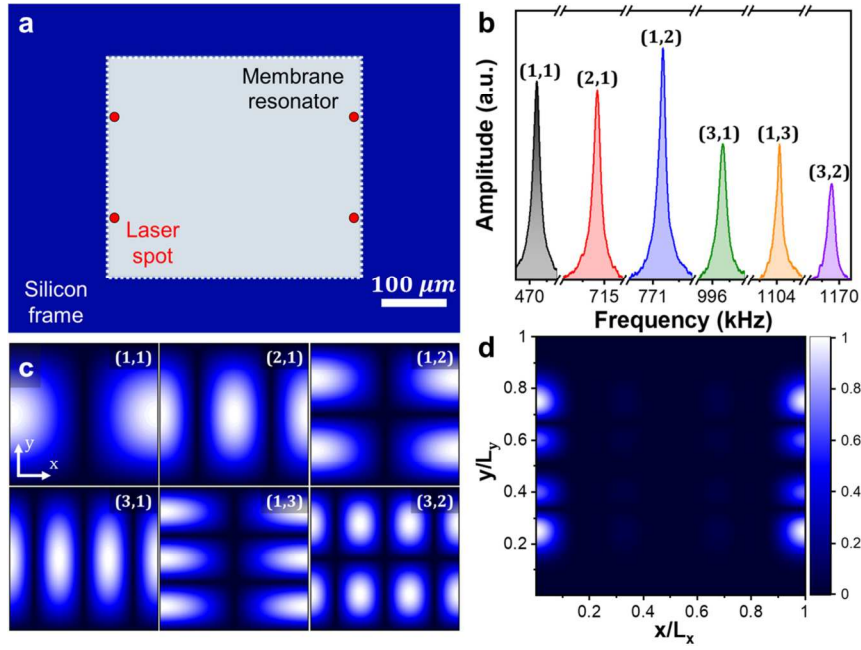 a
Membrane
resonator
Laser
spot
Silicon
frame
100 μm
b
Amplitude (a.u.)
(1,1)
(2,1)
(1,2)
(3,1)
(1,3)
(3,2)
470 715 771 996 1104 1170
Frequency (kHz)
c
(1,1)
(2,1)
(1,2)
y
x
(3,1)
(1,3)
(3,2)
d
y/Ly
1
0.8
0.6
0.4
0.2
0.2 0.4 0.6 0.8 1
x/Lx
1
0.8
0.6
0.4
0.2
0